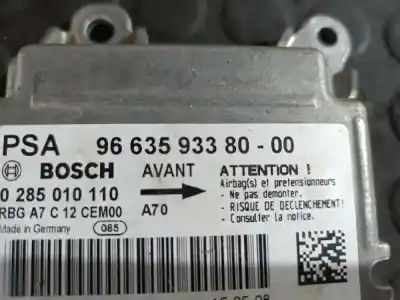 PSA 96 635 933 80 - 00
BOSCH AVANT ATTENTION !
0 285 010 110
Airbag(s) et pretensionneurs
- Ne pas demonter.
RBG A7 C 12 CEM00 A70
- RISQUE DE DECLENCHEMENT!
- Consulter la notice.
Made in Germany 085